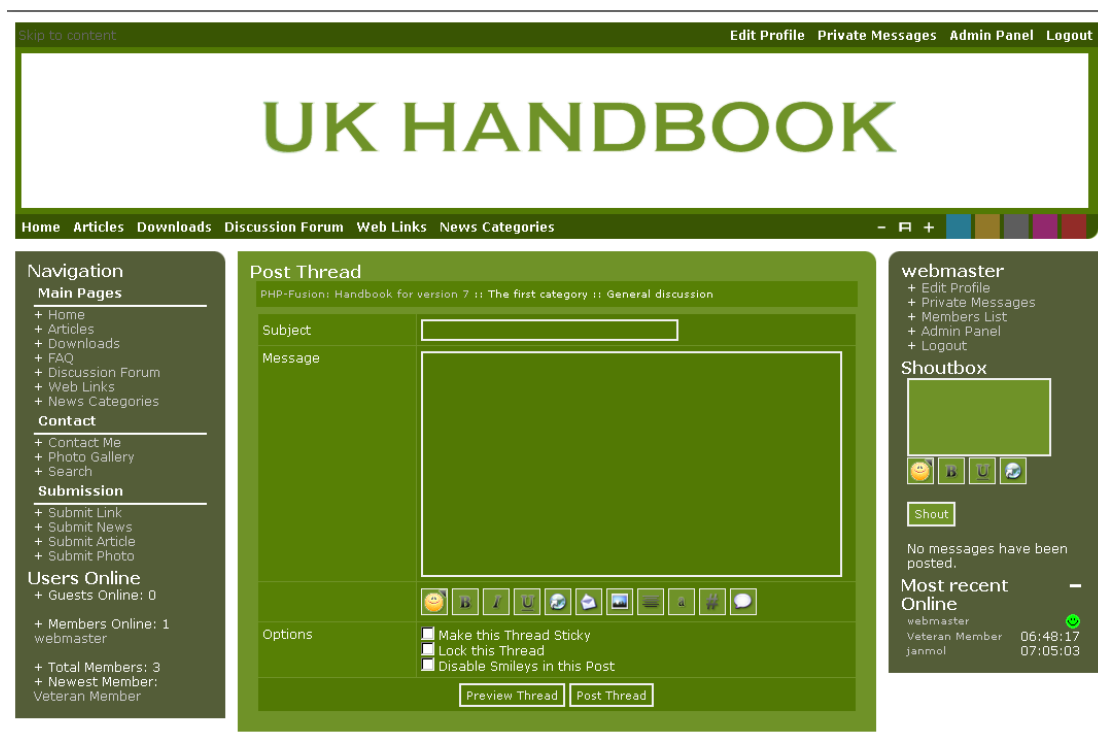 Skip to content
Edit Profile Private Messages Admin Panel Logout
UK HANDBOOK
Home Articles Downloads Discussion Forum Web Links News Categories
- A +
Navigation
Main Pages
+ Home
+ Articles
+ Downloads
+ FAQ
+ Discussion Forum
+ Web Links
+ News Categories
Contact
+ Contact Me
+ Photo Gallery
+ Search
Submission
+ Submit Link
+ Submit News
+ Submit Article
+ Submit Photo
Users Online
+ Guests Online: 0
+ Members Online: 1
webmaster
+ Total Members: 3
+ Newest Member:
Veteran Member
Post Thread
PHP-Fusion: Handbook for version 7 :: The first category :: General discussion
Subject
Message
B I U a #
Options
Make this Thread Sticky
Lock this Thread
Disable Smileys in this Post
Preview Thread Post Thread
webmaster
+ Edit Profile
+ Private Messages
+ Members List
+ Admin Panel
+ Logout
Shoutbox
B U
Shout
No messages have been
posted.
Most recent
Online
webmaster
Veteran Member 06:48:17
janmol 07:05:03